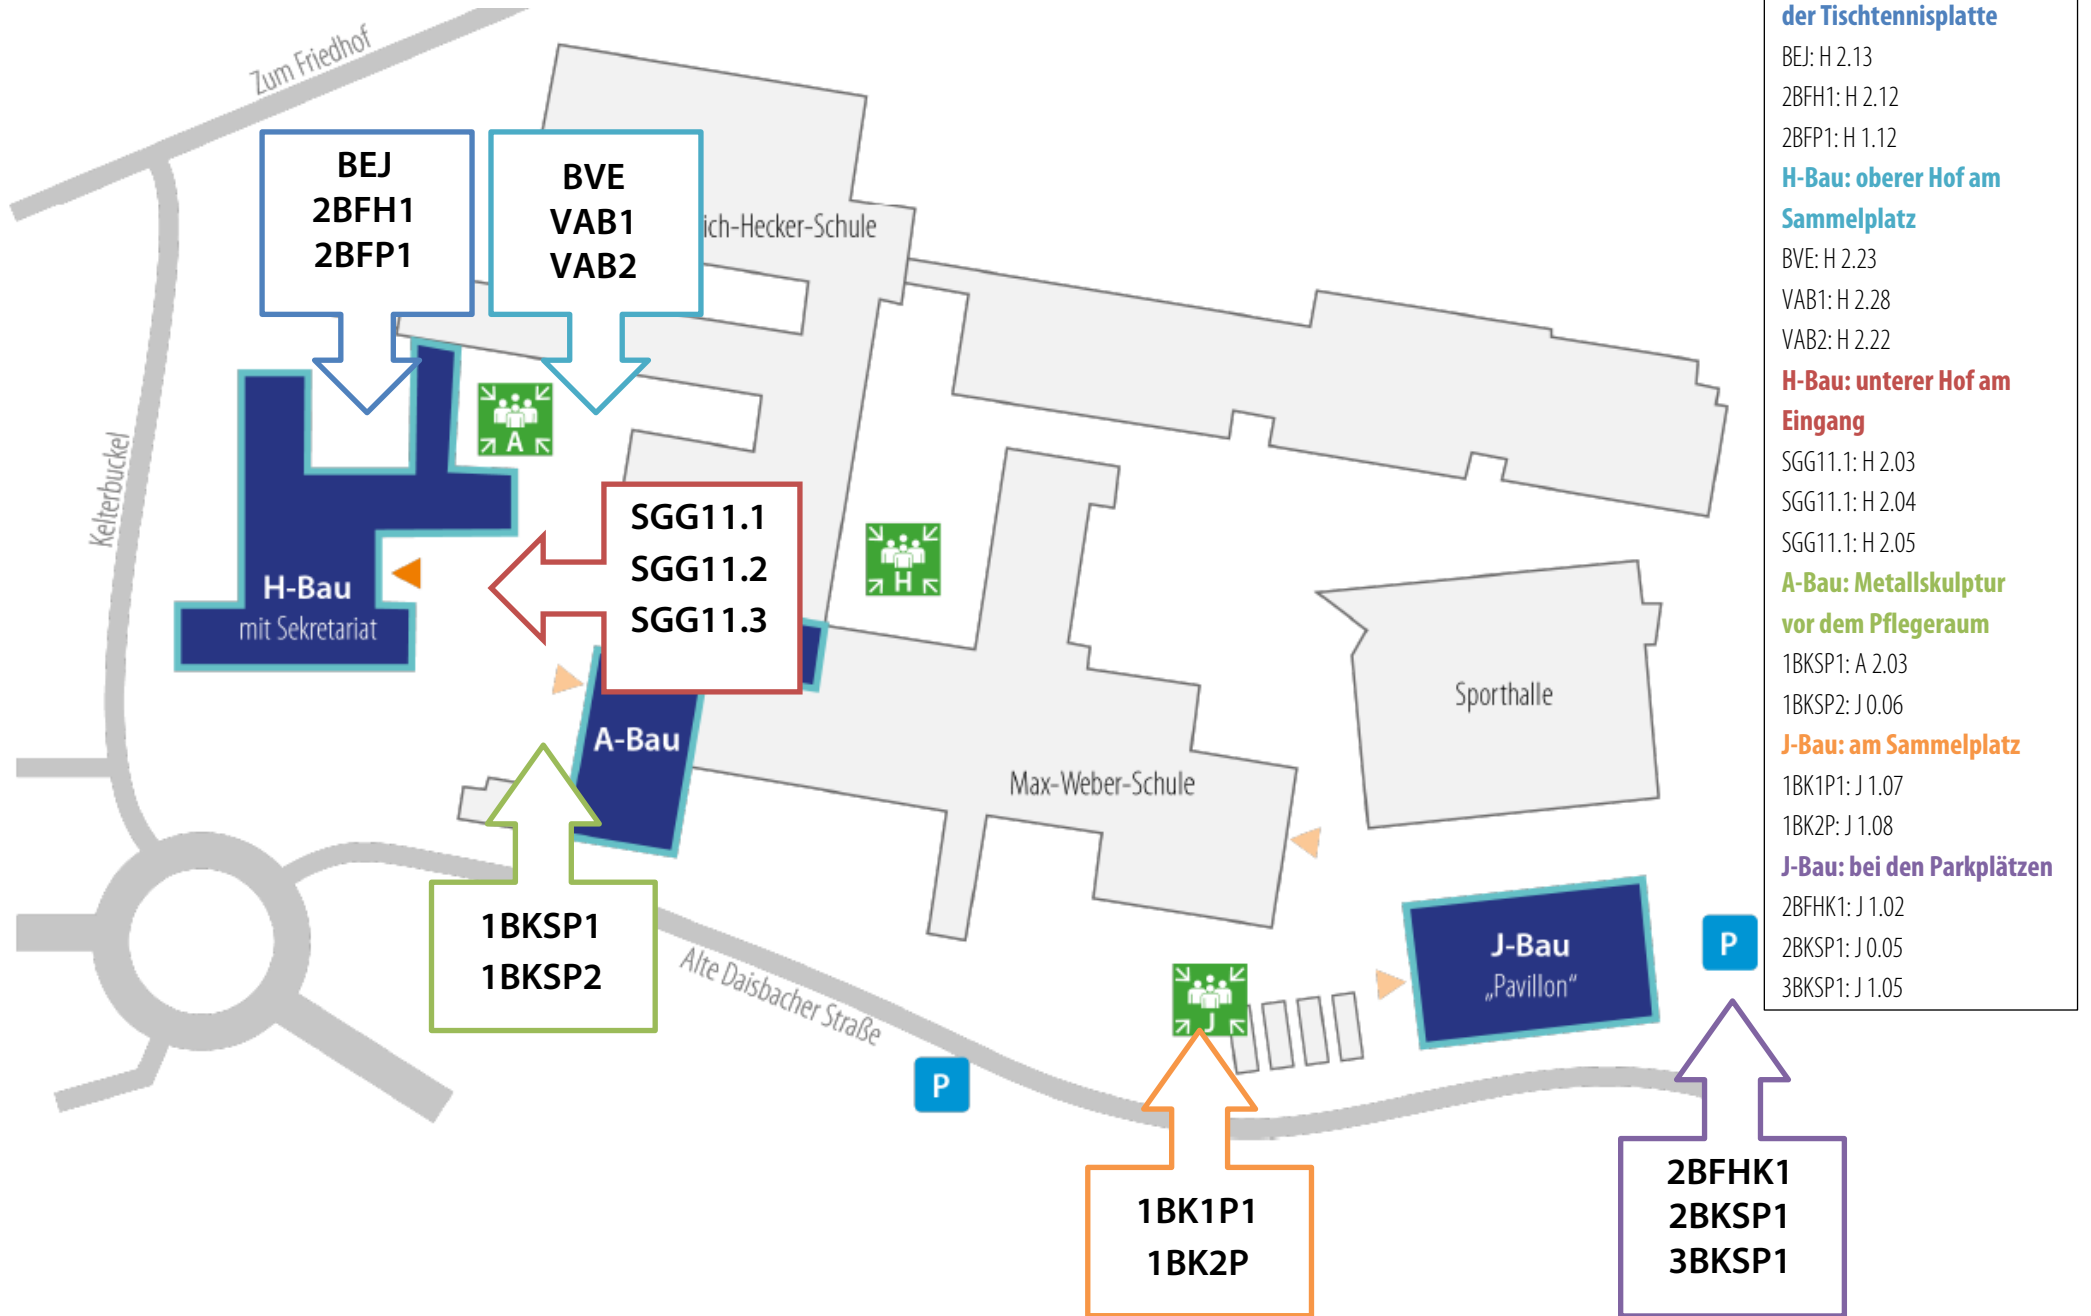 Zum Friedhof
BEJ
2BFH1
2BFP1
BVE
VAB1
VAB2
ich-Hecker-Schule
Kelterbuckel
A
SGG11.1
SGG11.2
SGG11.3
H
H-Bau
mit Sekretariat
A-Bau
Sporthalle
Max-Weber-Schule
1BKSP1
1BKSP2
Alte Daisbacher Straße
J-Bau
„Pavillon“
P
J
P
1BK1P1
1BK2P
2BFHK1
2BKSP1
3BKSP1
der Tischtennisplatte
BEJ: H 2.13
2BFH1: H 2.12
2BFP1: H 1.12
H-Bau: oberer Hof am
Sammelplatz
BVE: H 2.23
VAB1: H 2.28
VAB2: H 2.22
H-Bau: unterer Hof am
Eingang
SGG11.1: H 2.03
SGG11.1: H 2.04
SGG11.1: H 2.05
A-Bau: Metallskulptur
vor dem Pflegeraum
1BKSP1: A 2.03
1BKSP2: J 0.06
J-Bau: am Sammelplatz
1BK1P1: J 1.07
1BK2P: J 1.08
J-Bau: bei den Parkplätzen
2BFHK1: J 1.02
2BKSP1: J 0.05
3BKSP1: J 1.05